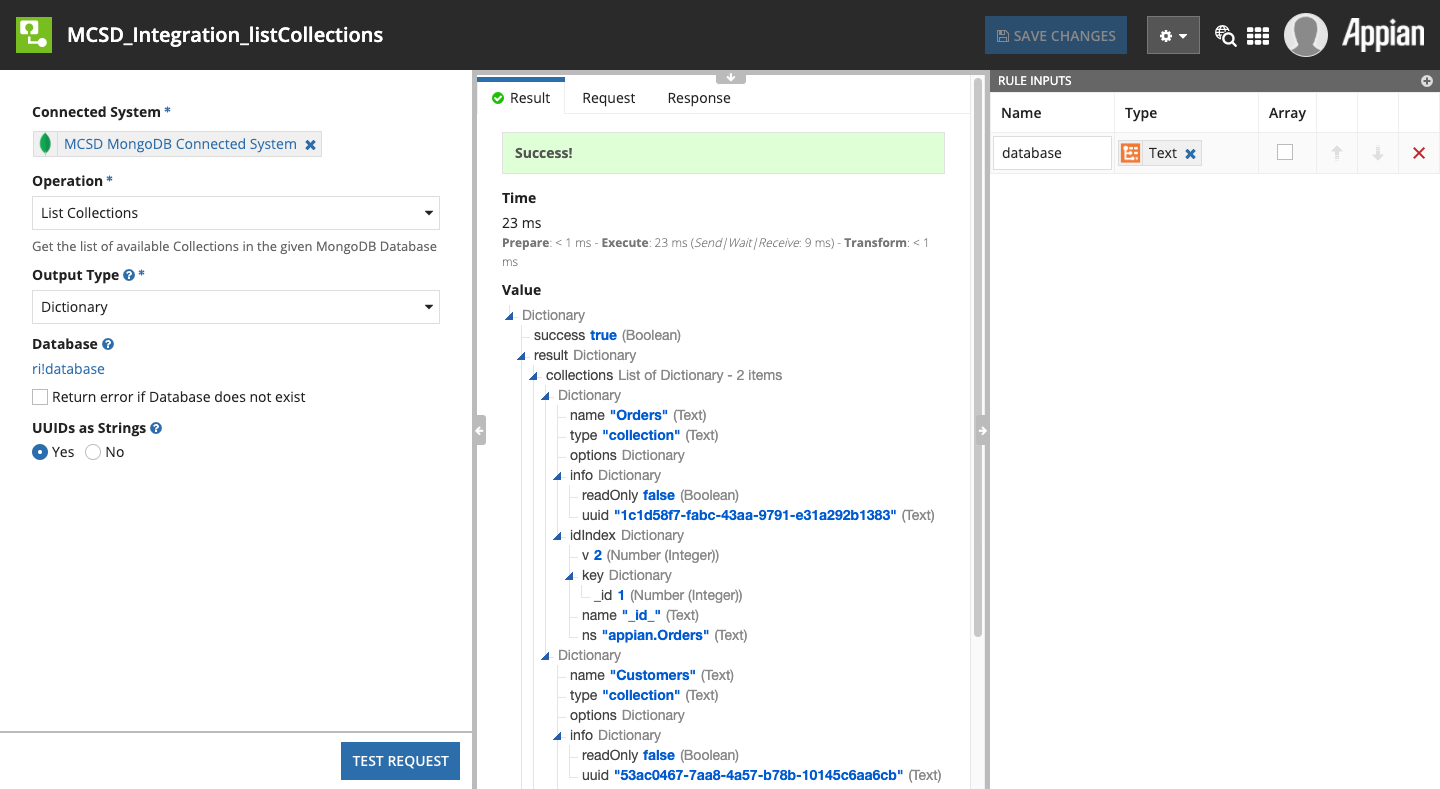 MCSD_Integration_listCollections
SAVE CHANGES
Appian
Connected System *
MCSD MongoDB Connected System
Operation *
List Collections
Get the list of available Collections in the given MongoDB Database
Output Type *
Dictionary
Database
ri!database
Return error if Database does not exist
UUIDs as Strings
Yes No
TEST REQUEST
Result Request Response
Success!
Time
23 ms
Prepare: < 1 ms - Execute: 23 ms (Send|Wait|Receive: 9 ms) - Transform: < 1
ms
Value
Dictionary
success true (Boolean)
result Dictionary
collections List of Dictionary - 2 items
Dictionary
name "Orders" (Text)
type "collection" (Text)
options Dictionary
info Dictionary
readOnly false (Boolean)
uuid "1c1d58f7-fabc-43aa-9791-e31a292b1383" (Text)
idIndex Dictionary
v 2 (Number (Integer))
key Dictionary
_id 1 (Number (Integer))
name "_id_" (Text)
ns "appian.Orders" (Text)
Dictionary
name "Customers" (Text)
type "collection" (Text)
options Dictionary
info Dictionary
readOnly false (Boolean)
uuid "53ac0467-7aa8-4a57-b78b-10145c6aa6cb" (Text)
RULE INPUTS
Name Type Array
database Text